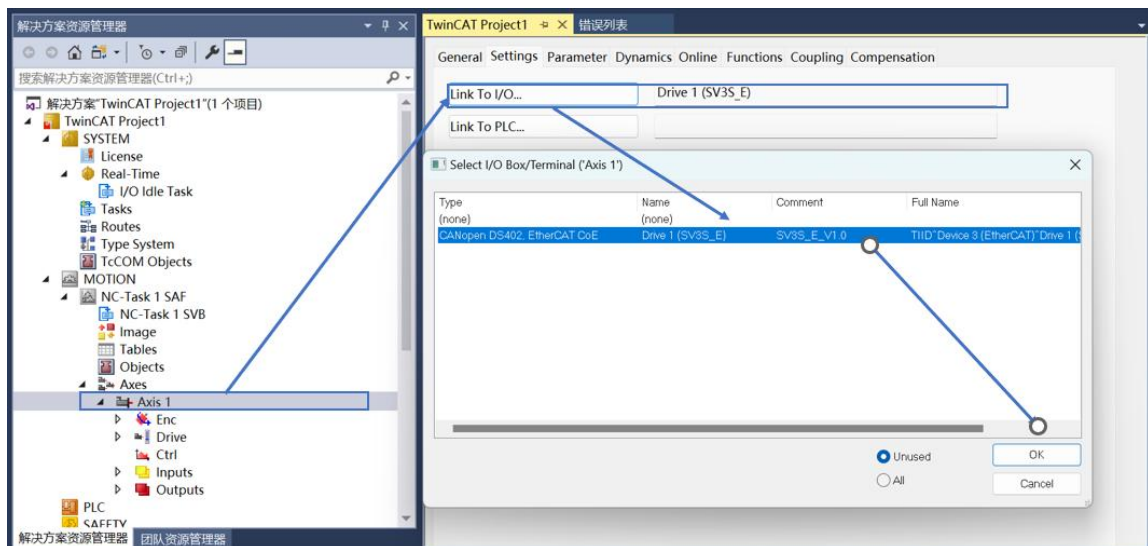 解决方案资源管理器
搜索解决方案资源管理器(Ctrl+;)
解决方案"TwinCAT Project1"(1 个项目)
TwinCAT Project1
SYSTEM
License
Real-Time
I/O Idle Task
Tasks
Routes
Type System
TcCOM Objects
MOTION
NC-Task 1 SAF
NC-Task 1 SVB
Image
Tables
Objects
Axes
Axis 1
Enc
Drive
Ctrl
Inputs
Outputs
PLC
SAFETY
解决方案资源管理器 团队资源管理器
TwinCAT Project1 错误列表
General Settings Parameter Dynamics Online Functions Coupling Compensation
Link To I/O... Drive 1 (SV3S_E)
Link To PLC...
Select I/O Box/Terminal ('Axis 1')
Type Name Comment Full Name
(none) (none)
CANopen DS402, EtherCAT CoE Drive 1 (SV3S_E) SV3S_E_V1.0 TIID^Device 3 (EtherCAT)^Drive 1 (
Unused
All
OK
Cancel